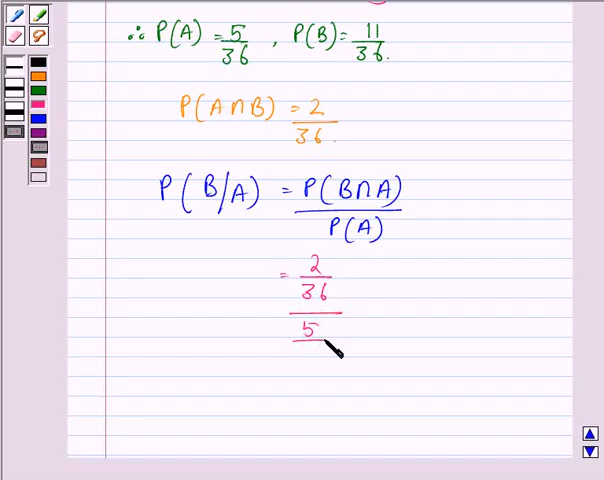 ∴ P(A) = 5/36 , P(B) = 11/36.
P(A∩B) = 2/36.
P(B/A) = P(B∩A)/P(A)
= 2/36
5